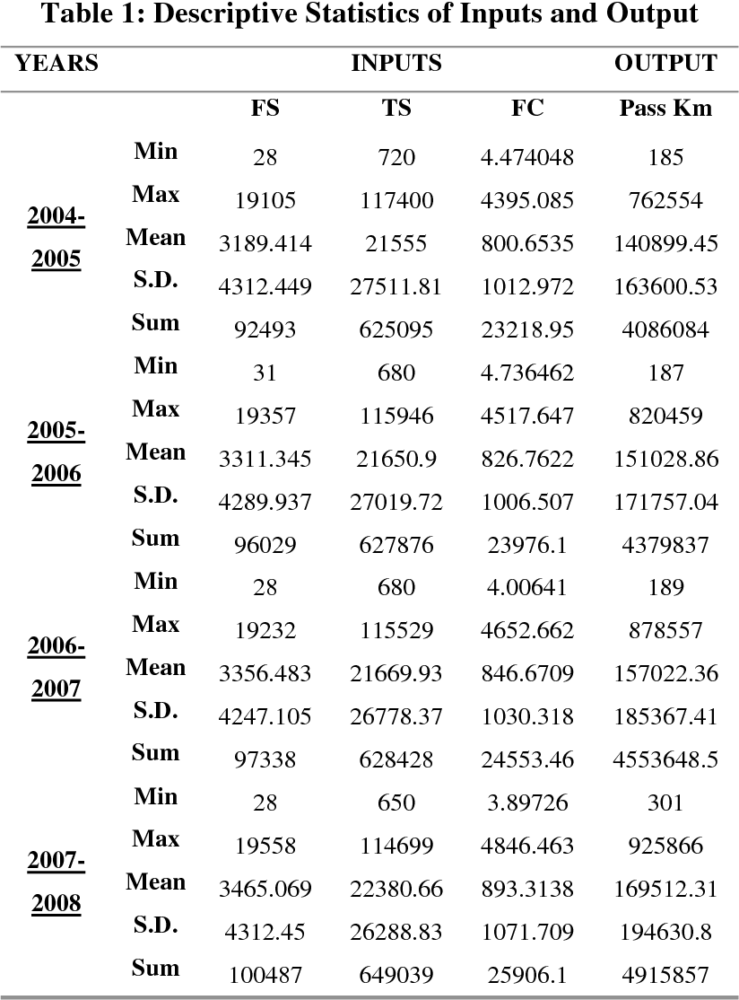 Table 1: Descriptive Statistics of Inputs and Output
YEARS INPUTS OUTPUT
FS TS FC Pass Km
2004-
2005
Min 28 720 4.474048 185
Max 19105 117400 4395.085 762554
Mean 3189.414 21555 800.6535 140899.45
S.D. 4312.449 27511.81 1012.972 163600.53
Sum 92493 625095 23218.95 4086084
2005-
2006
Min 31 680 4.736462 187
Max 19357 115946 4517.647 820459
Mean 3311.345 21650.9 826.7622 151028.86
S.D. 4289.937 27019.72 1006.507 171757.04
Sum 96029 627876 23976.1 4379837
2006-
2007
Min 28 680 4.00641 189
Max 19232 115529 4652.662 878557
Mean 3356.483 21669.93 846.6709 157022.36
S.D. 4247.105 26778.37 1030.318 185367.41
Sum 97338 628428 24553.46 4553648.5
2007-
2008
Min 28 650 3.89726 301
Max 19558 114699 4846.463 925866
Mean 3465.069 22380.66 893.3138 169512.31
S.D. 4312.45 26288.83 1071.709 194630.8
Sum 100487 649039 25906.1 4915857